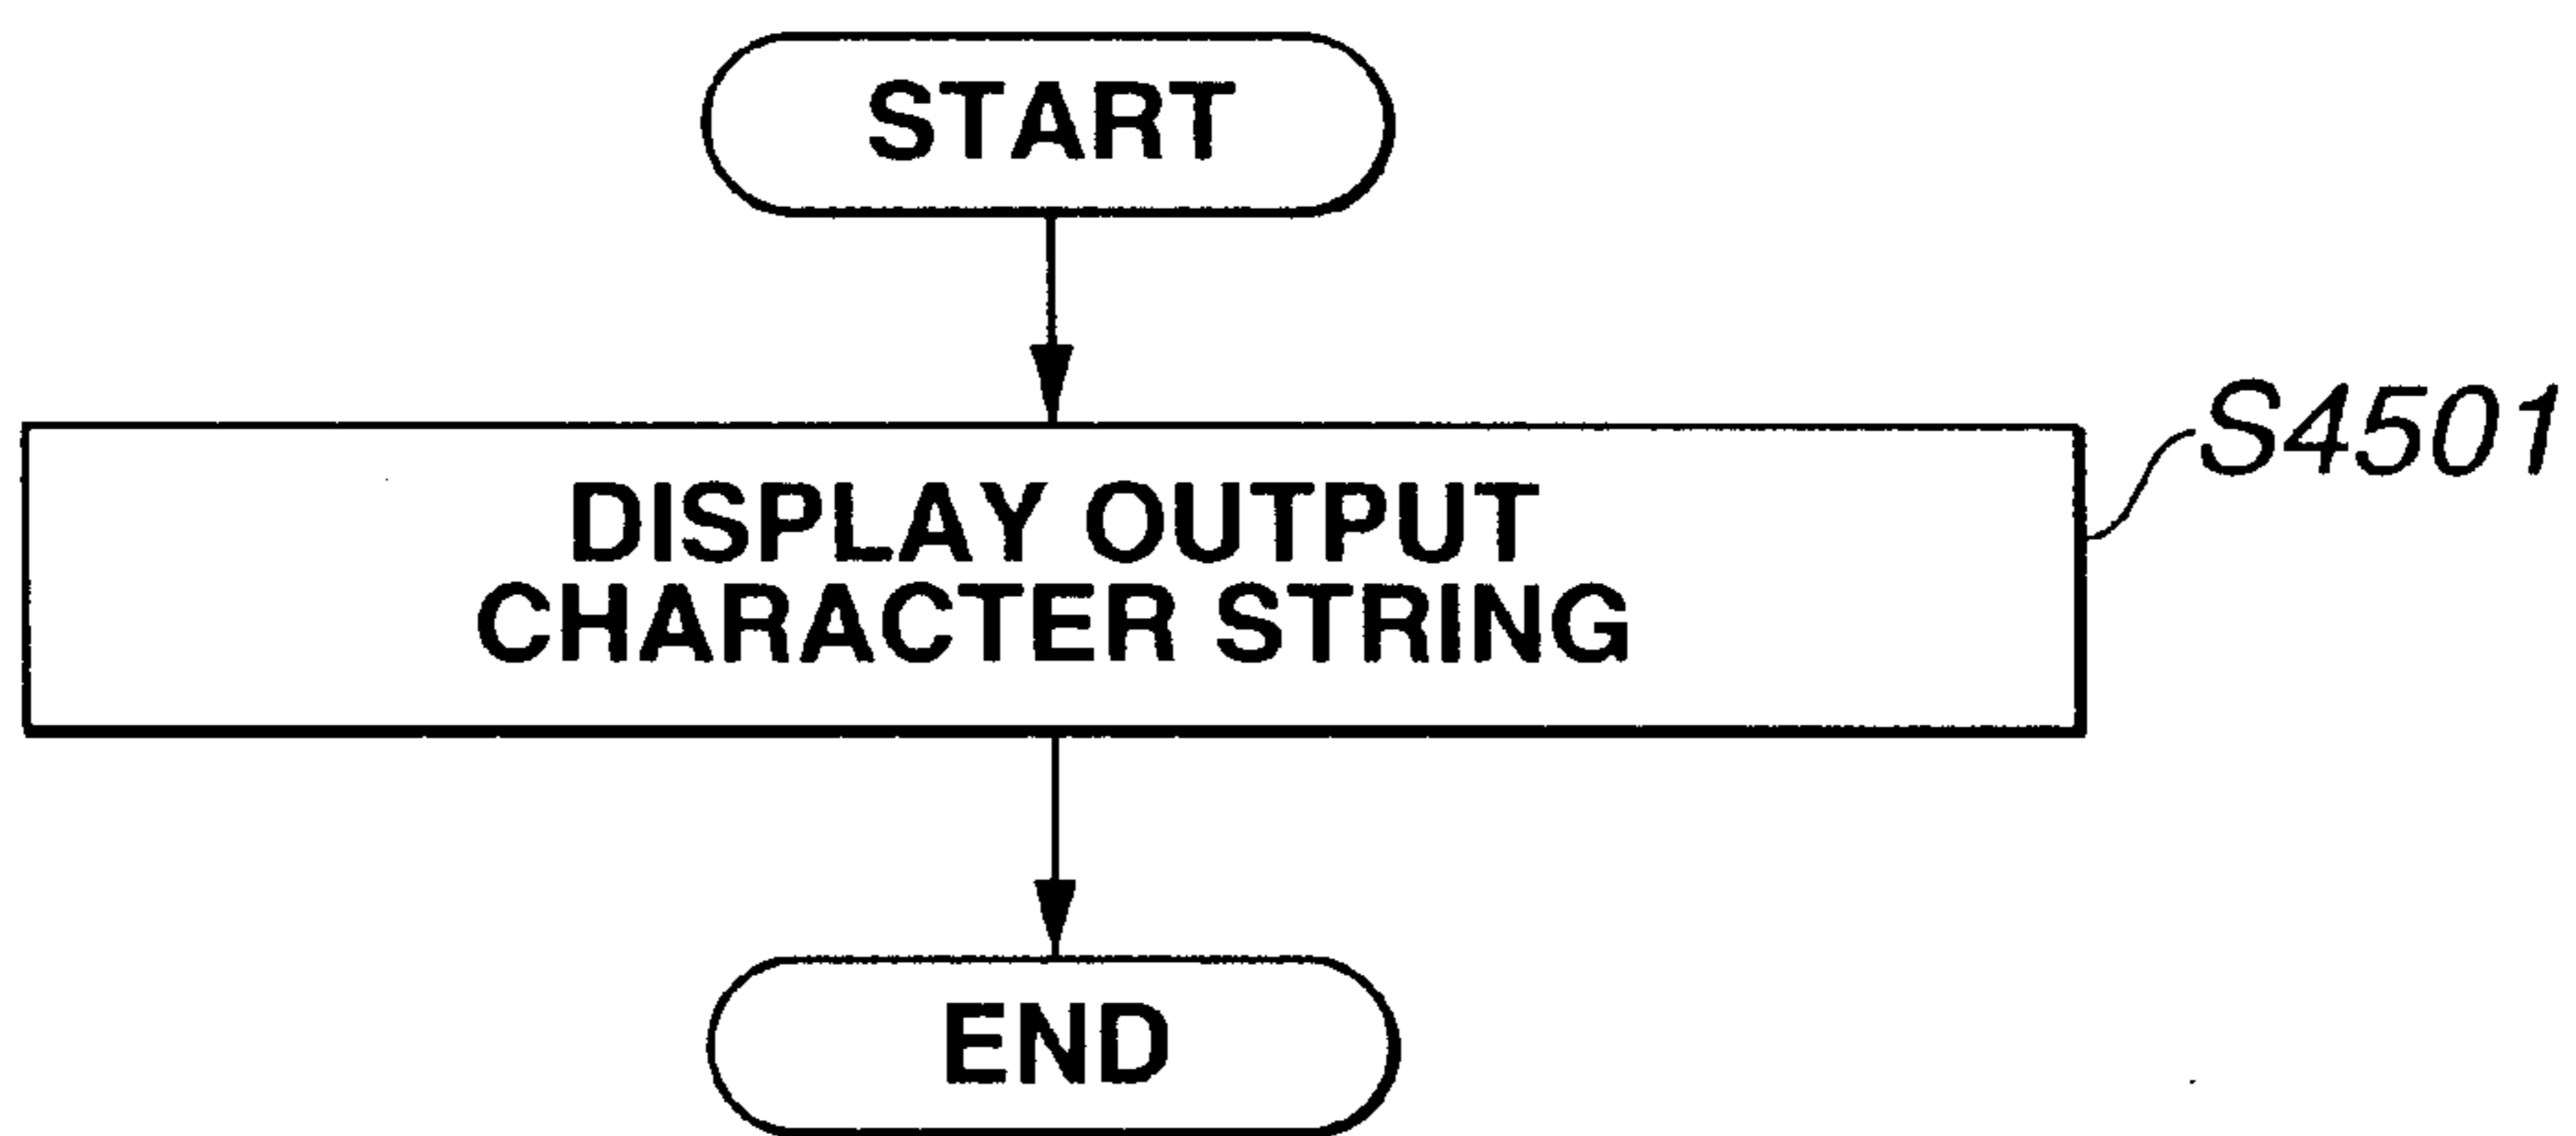 START
S4501
DISPLAY OUTPUT
CHARACTER STRING
END